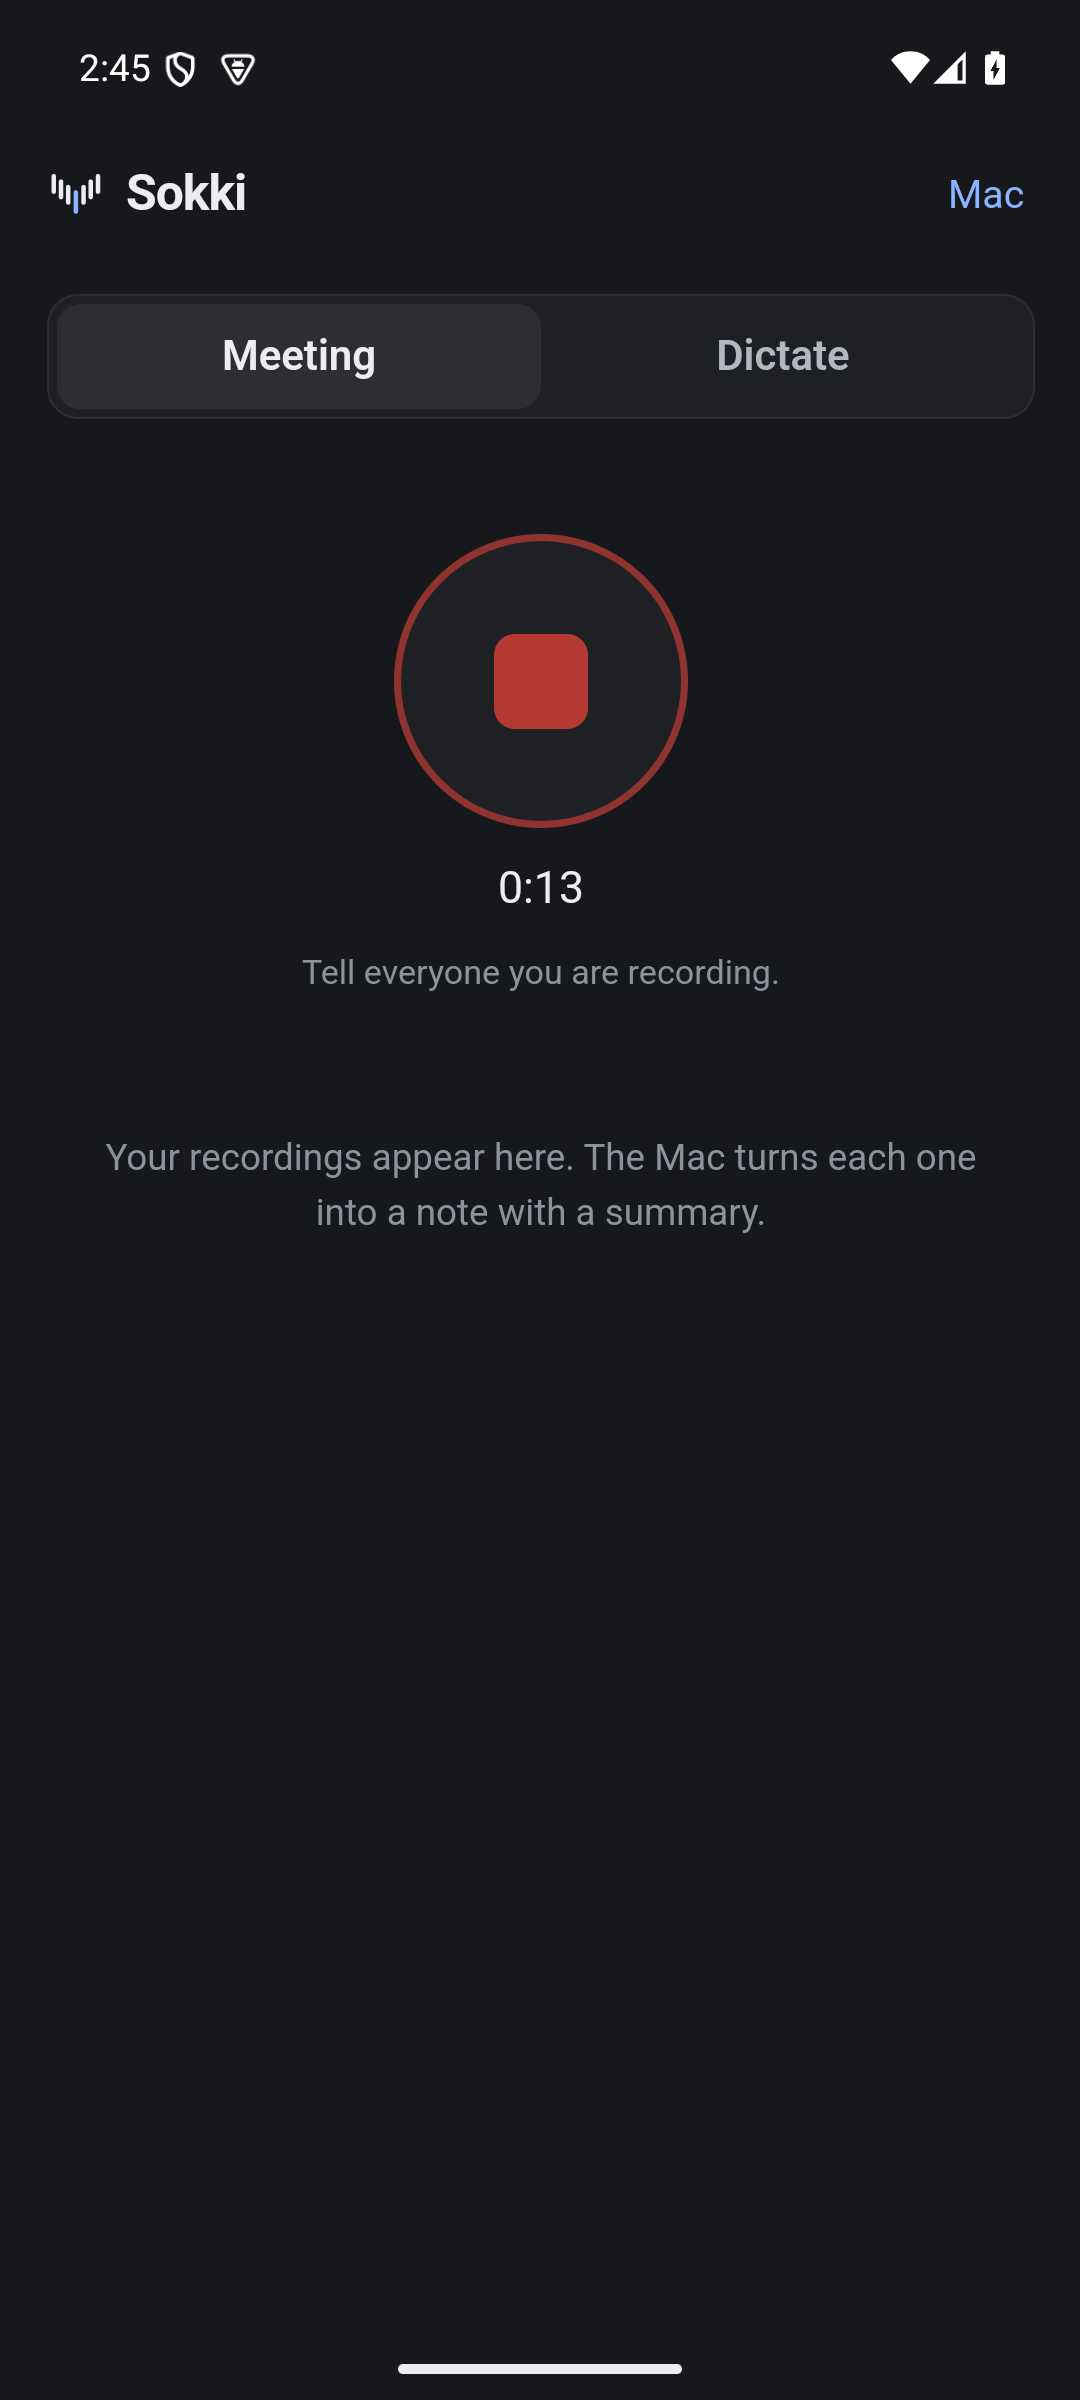 2:45
Sokki
Mac
Meeting
Dictate
0:13
Tell everyone you are recording.
Your recordings appear here. The Mac turns each one
into a note with a summary.